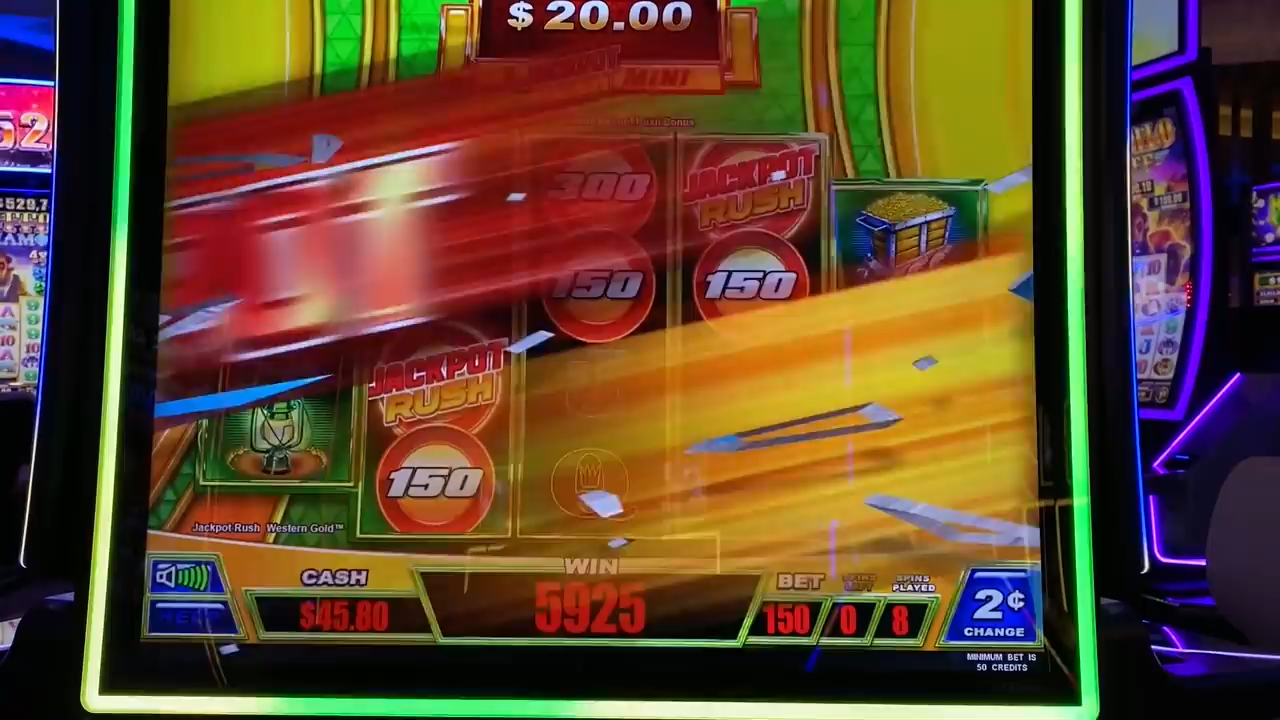 $ 20.00
MINI
300
JACKPOT
RUSH
150
150
JACKPOT
RUSH
150
Jackpot Rush Western Gold™
CASH
$45.80
WIN
5925
BET
150
0
SPINS
PLAYED
8
2¢
CHANGE
MINIMUM BET IS
50 CREDITS